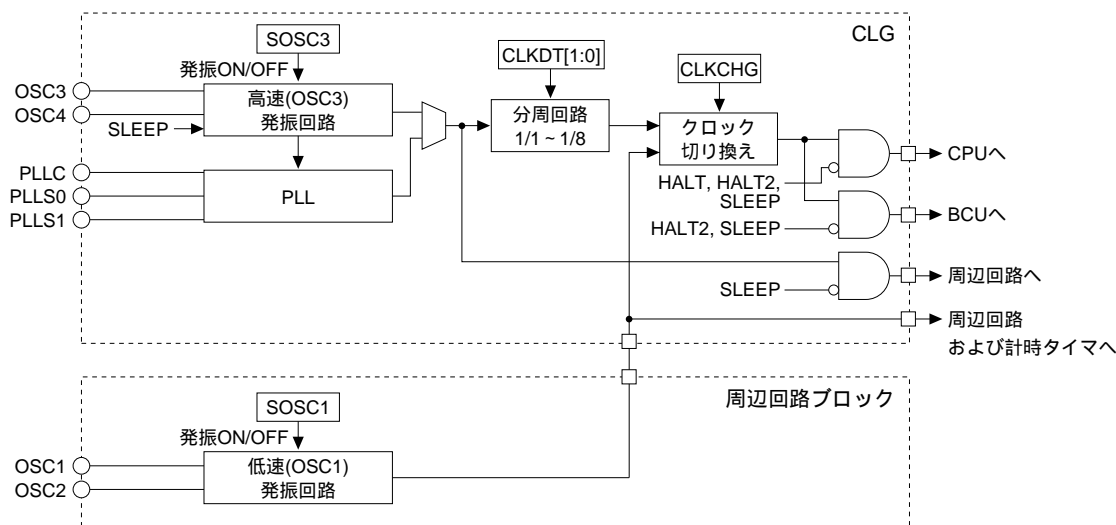 CLG
SOSC3
発振ON/OFF
OSC3
OSC4
SLEEP
高速(OSC3)
発振回路
PLLC
PLLS0
PLLS1
PLL
CLKDT[1:0]
分周回路
1/1 ~ 1/8
CLKCHG
クロック
切り換え
HALT, HALT2,
SLEEP
CPUへ
HALT2, SLEEP
BCUへ
SLEEP
周辺回路へ
周辺回路
および計時タイマへ
周辺回路ブロック
SOSC1
発振ON/OFF
OSC1
OSC2
低速(OSC1)
発振回路